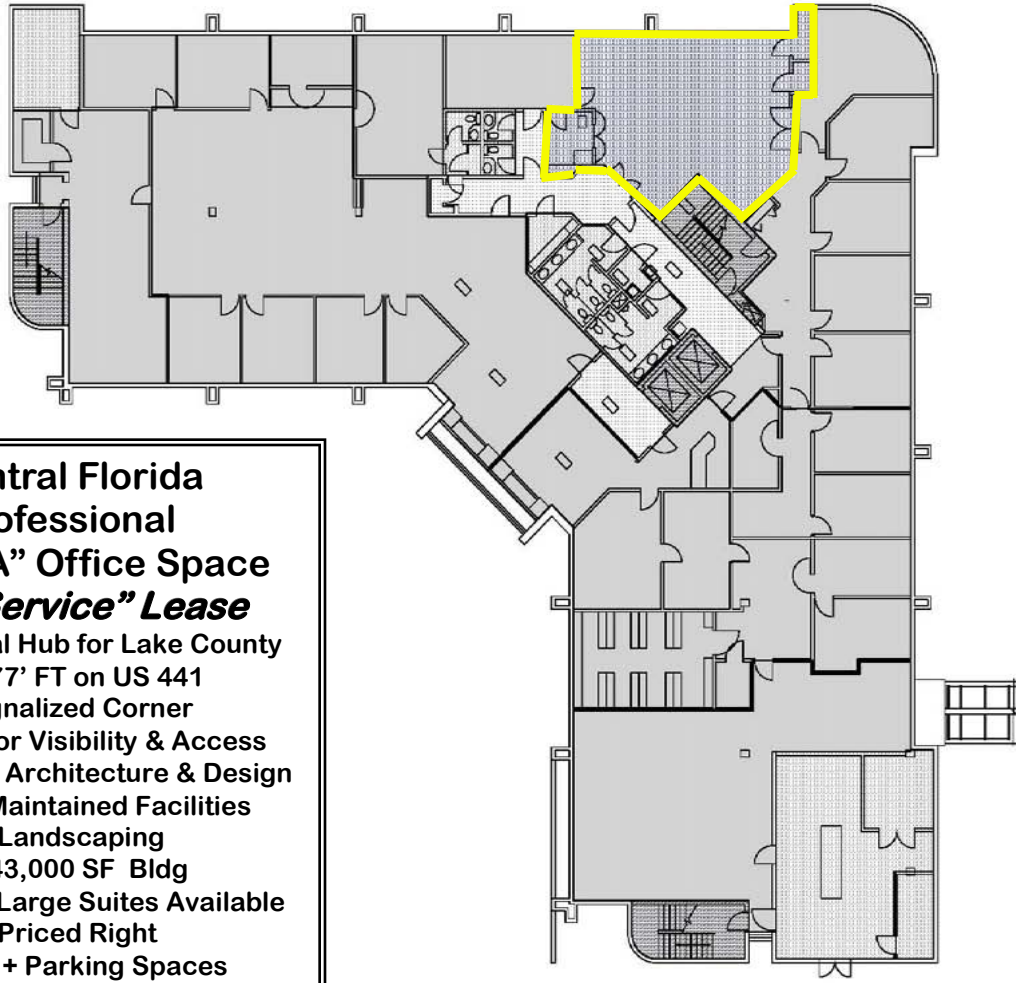 ntral Florida
ofessional
A” Office Space
Service” Lease
al Hub for Lake County
77’ FT on US 441
gnalized Corner
or Visibility & Access
Architecture & Design
Maintained Facilities
Landscaping
43,000 SF Bldg
Large Suites Available
Priced Right
+ Parking Spaces